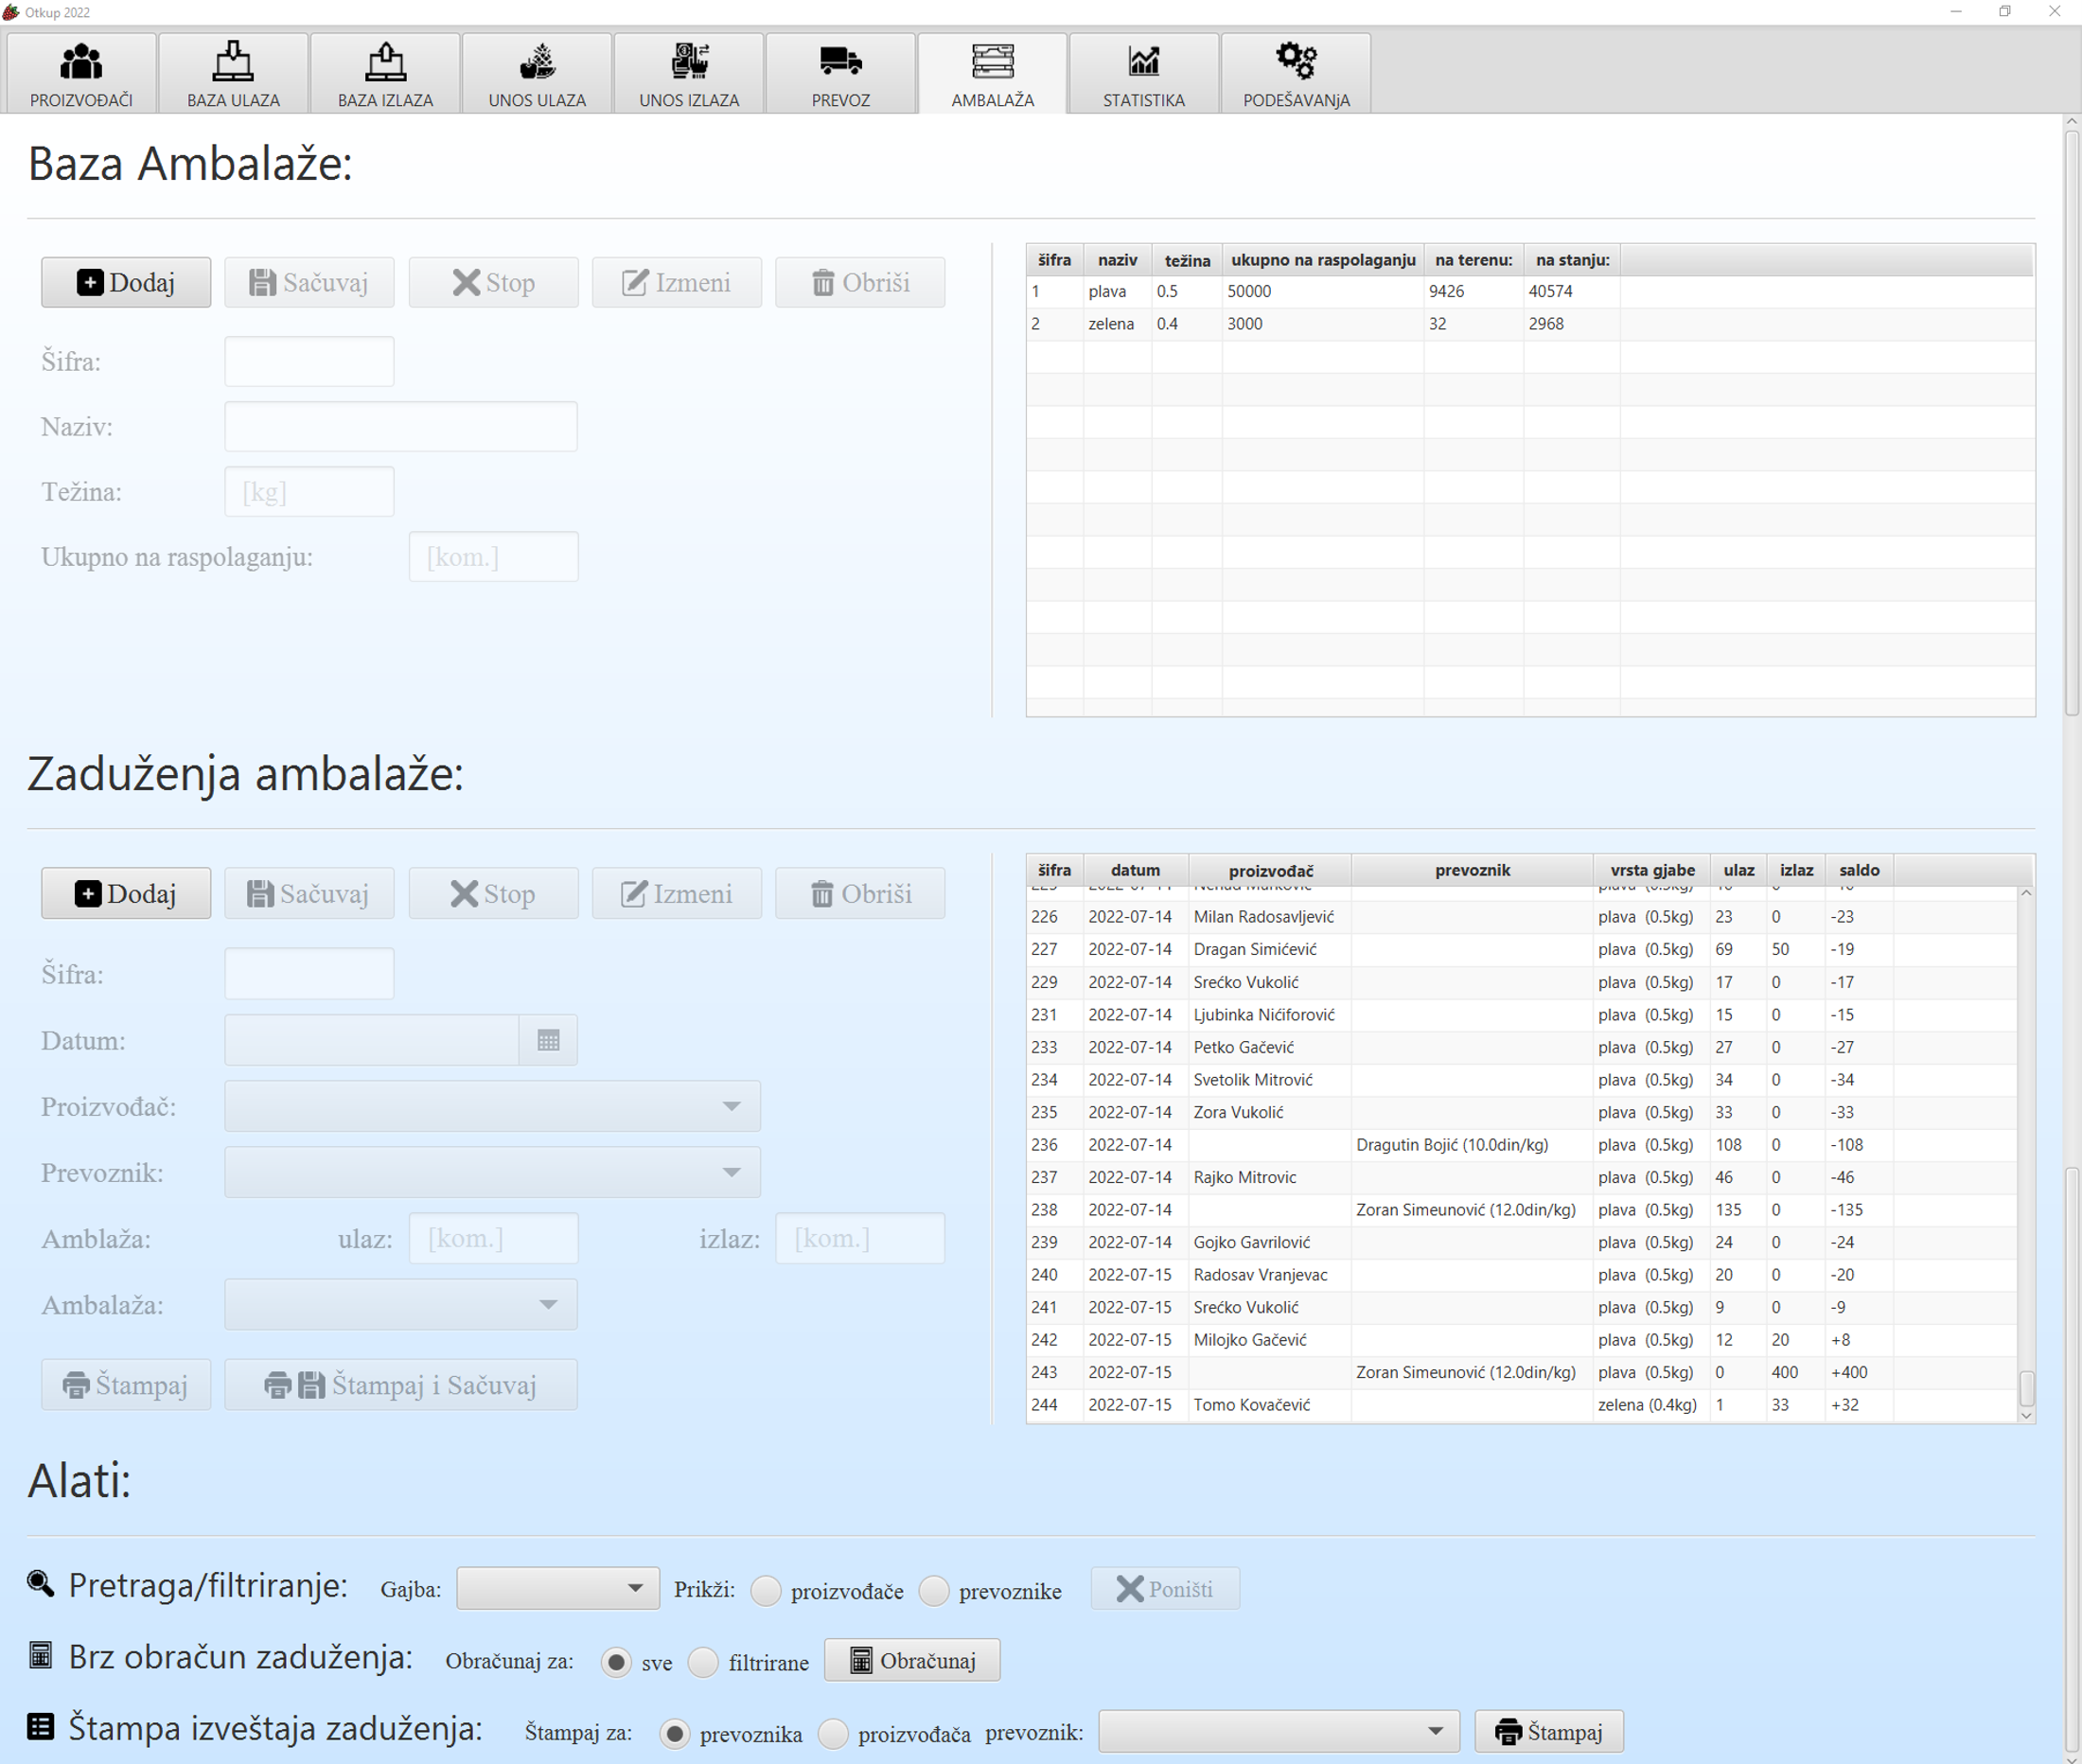 Otkup 2022
PROIZVOĐAČI BAZA ULAZA BAZA IZLAZA UNOS ULAZA UNOS IZLAZA PREVOZ AMBALAŽA STATISTIKA PODEŠAVANjA
Baza Ambalaže:
Dodaj Sačuvaj Stop Izmeni Obriši
Šifra:
Naziv:
Težina: [kg]
Ukupno na raspolaganju: [kom.]
šifra naziv težina ukupno na raspolaganju na terenu: na stanju:
1 plava 0.5 50000 9426 40574
2 zelena 0.4 3000 32 2968
Zaduženja ambalaže:
Dodaj Sačuvaj Stop Izmeni Obriši
Šifra:
Datum:
Proizvođač:
Prevoznik:
Amblaža: ulaz: [kom.] izlaz: [kom.]
Ambalaža:
Štampaj Štampaj i Sačuvaj
šifra datum proizvođač prevoznik vrsta gjabe ulaz izlaz saldo
226 2022-07-14 Milan Radosavljević plava (0.5kg) 23 0 -23
227 2022-07-14 Dragan Simićević plava (0.5kg) 69 50 -19
229 2022-07-14 Srećko Vukolić plava (0.5kg) 17 0 -17
231 2022-07-14 Ljubinka Nićiforović plava (0.5kg) 15 0 -15
233 2022-07-14 Petko Gačević plava (0.5kg) 27 0 -27
234 2022-07-14 Svetolik Mitrović plava (0.5kg) 34 0 -34
235 2022-07-14 Zora Vukolić plava (0.5kg) 33 0 -33
236 2022-07-14 Dragutin Bojić (10.0din/kg) plava (0.5kg) 108 0 -108
237 2022-07-14 Rajko Mitrovic plava (0.5kg) 46 0 -46
238 2022-07-14 Zoran Simeunović (12.0din/kg) plava (0.5kg) 135 0 -135
239 2022-07-14 Gojko Gavrilović plava (0.5kg) 24 0 -24
240 2022-07-15 Radosav Vranjevac plava (0.5kg) 20 0 -20
241 2022-07-15 Srećko Vukolić plava (0.5kg) 9 0 -9
242 2022-07-15 Milojko Gačević plava (0.5kg) 12 20 +8
243 2022-07-15 Zoran Simeunović (12.0din/kg) plava (0.5kg) 0 400 +400
244 2022-07-15 Tomo Kovačević zelena (0.4kg) 1 33 +32
Alati:
Pretraga/filtriranje: Gajba: Prikži: proizvođače prevoznike Poništi
Brz obračun zaduženja: Obračunaj za: sve filtrirane Obračunaj
Štampa izveštaja zaduženja: Štampaj za: prevoznika proizvođača prevoznik: Štampaj